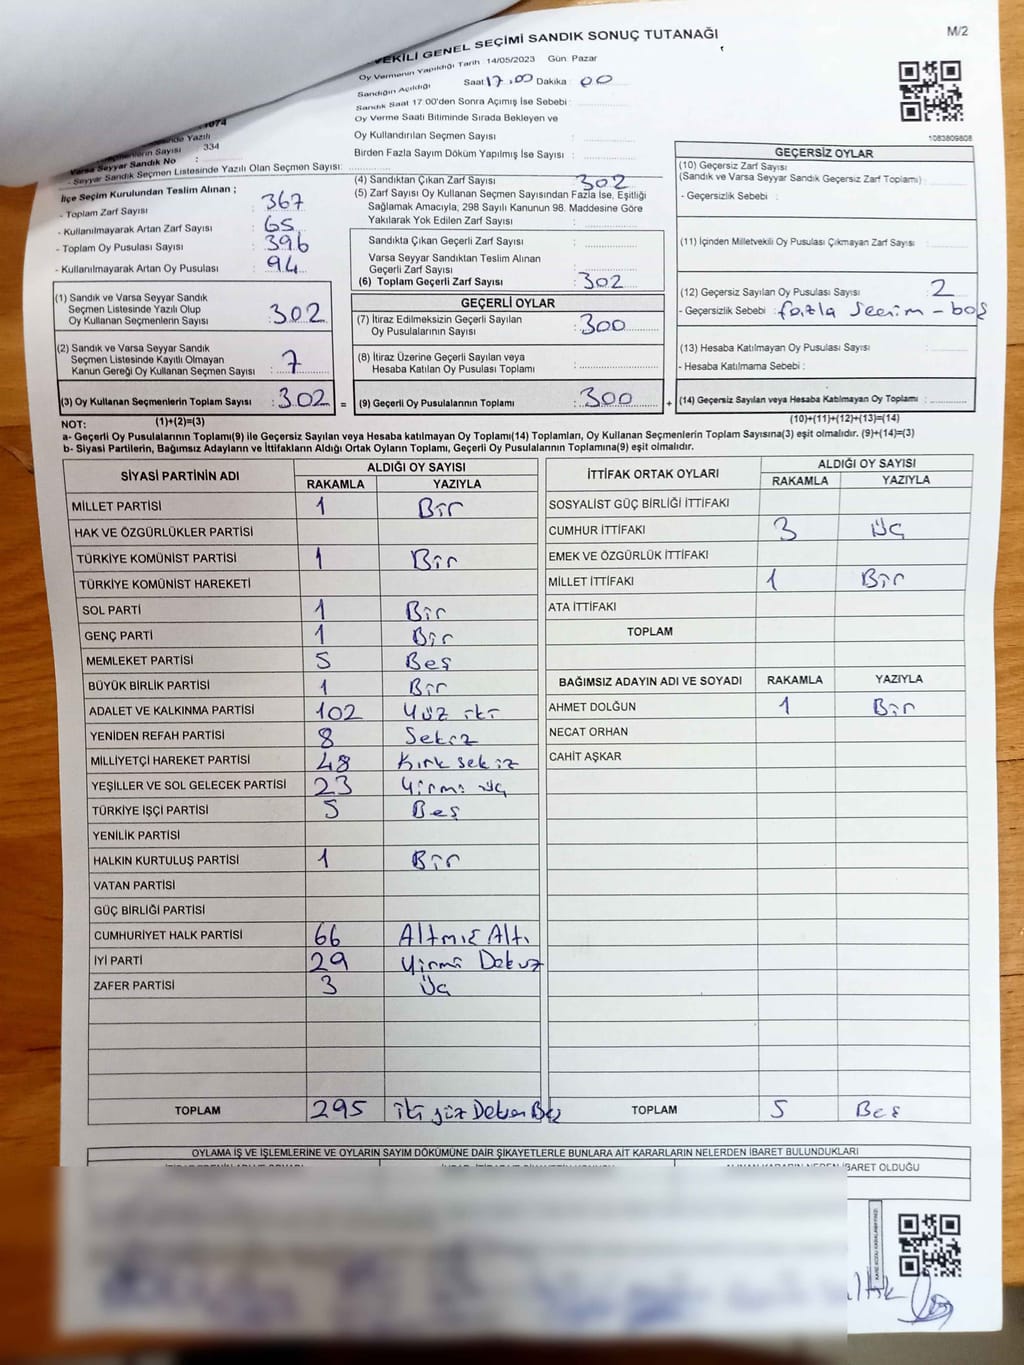 VEKİLİ GENEL SEÇİMİ SANDIK SONUÇ TUTANAĞI
M/2
Oy Vermenin Yapıldığı Tarih 14/05/2023 Gün Pazar
Sandığın Açıldığı Saat 17.00 Dakika 00
Sandık Saat 17:00'den Sonra Açımış İse Sebebi :
Oy Verme Saati Bitiminde Sırada Bekleyen ve
Oy Kullandırılan Seçmen Sayısı :
Birden Fazla Sayım Döküm Yapılmış İse Sayısı :
1083809808
1074
Yazılı
Sayısı : 334
Varsa Seyyar Sandık No :
- Seyyar Sandık Seçmen Listesinde Yazılı Olan Seçmen Sayısı:
İlçe Seçim Kurulundan Teslim Alınan ;
- Toplam Zarf Sayısı : 367
- Kullanılmayarak Artan Zarf Sayısı : 65
- Toplam Oy Pusulası Sayısı : 396
- Kullanılmayarak Artan Oy Pusulası : 94
(1) Sandık ve Varsa Seyyar Sandık
Seçmen Listesinde Yazılı Olup
Oy Kullanan Seçmenlerin Sayısı : 302
(2) Sandık ve Varsa Seyyar Sandık
Seçmen Listesinde Kayıtlı Olmayan
Kanun Gereği Oy Kullanan Seçmen Sayısı : 7
(3) Oy Kullanan Seçmenlerin Toplam Sayısı : 302 =
(4) Sandıktan Çıkan Zarf Sayısı : 302
(5) Zarf Sayısı Oy Kullanan Seçmen Sayısından Fazla İse, Eşitliği
Sağlamak Amacıyla, 298 Sayılı Kanunun 98. Maddesine Göre
Yakılarak Yok Edilen Zarf Sayısı :
Sandıkta Çıkan Geçerli Zarf Sayısı :
Varsa Seyyar Sandıktan Teslim Alınan
Geçerli Zarf Sayısı :
(6) Toplam Geçerli Zarf Sayısı : 302
GEÇERLİ OYLAR
(7) İtiraz Edilmeksizin Geçerli Sayılan
Oy Pusulalarının Sayısı : 300
(8) İtiraz Üzerine Geçerli Sayılan veya
Hesaba Katılan Oy Pusulası Toplamı :
(9) Geçerli Oy Pusulalarının Toplamı : 300 +
GEÇERSİZ OYLAR
(10) Geçersiz Zarf Sayısı
(Sandık ve Varsa Seyyar Sandık Geçersiz Zarf Toplamı) :
- Geçersizlik Sebebi :
(11) İçinden Milletvekili Oy Pusulası Çıkmayan Zarf Sayısı :
(12) Geçersiz Sayılan Oy Pusulası Sayısı : 2
- Geçersizlik Sebebi : fazla Secim - boş
(13) Hesaba Katılmayan Oy Pusulası Sayısı :
- Hesaba Katılmama Sebebi :
(14) Geçersiz Sayılan veya Hesaba Katılmayan Oy Toplamı :
NOT: (1)+(2)=(3)
(10)+(11)+(12)+(13)=(14)
a- Geçerli Oy Pusulalarının Toplamı(9) ile Geçersiz Sayılan veya Hesaba katılmayan Oy Toplamı(14) Toplamları, Oy Kullanan Seçmenlerin Toplam Sayısına(3) eşit olmalıdır. (9)+(14)=(3)
b- Siyasi Partilerin, Bağımsız Adayların ve İttifakların Aldığı Ortak Oyların Toplamı, Geçerli Oy Pusulalarının Toplamına(9) eşit olmalıdır.
SİYASİ PARTİNİN ADI
ALDIĞI OY SAYISI
RAKAMLA YAZIYLA
MİLLET PARTİSİ 1 Bir
HAK VE ÖZGÜRLÜKLER PARTİSİ
TÜRKİYE KOMÜNİST PARTİSİ 1 Bir
TÜRKİYE KOMÜNİST HAREKETİ
SOL PARTİ 1 Bir
GENÇ PARTİ 1 Bir
MEMLEKET PARTİSİ 5 Beş
BÜYÜK BİRLİK PARTİSİ 1 Bir
ADALET VE KALKINMA PARTİSİ 102 Yüz iki
YENİDEN REFAH PARTİSİ 8 Sekiz
MİLLİYETÇİ HAREKET PARTİSİ 48 Kırk sekiz
YEŞİLLER VE SOL GELECEK PARTİSİ 23 Yirmi üç
TÜRKİYE İŞÇİ PARTİSİ 5 Beş
YENİLİK PARTİSİ
HALKIN KURTULUŞ PARTİSİ 1 Bir
VATAN PARTİSİ
GÜÇ BİRLİĞİ PARTİSİ
CUMHURİYET HALK PARTİSİ 66 Altmış Altı
İYİ PARTİ 29 Yirmi Dokuz
ZAFER PARTİSİ 3 Üç
TOPLAM 295 iki yüz Doksan Beş
İTTİFAK ORTAK OYLARI
ALDIĞI OY SAYISI
RAKAMLA YAZIYLA
SOSYALİST GÜÇ BİRLİĞİ İTTİFAKI
CUMHUR İTTİFAKI 3 Üç
EMEK VE ÖZGÜRLÜK İTTİFAKI
MİLLET İTTİFAKI 1 Bir
ATA İTTİFAKI
TOPLAM
BAĞIMSIZ ADAYIN ADI VE SOYADI RAKAMLA YAZIYLA
AHMET DOLĞUN 1 Bir
NECAT ORHAN
CAHİT AŞKAR
TOPLAM 5 Beş
OYLAMA İŞ VE İŞLEMLERİNE VE OYLARIN SAYIM DÖKÜMÜNE DAİR ŞİKAYETLERLE BUNLARA AİT KARARLARIN NELERDEN İBARET BULUNDUKLARI
İBARET OLDUĞU